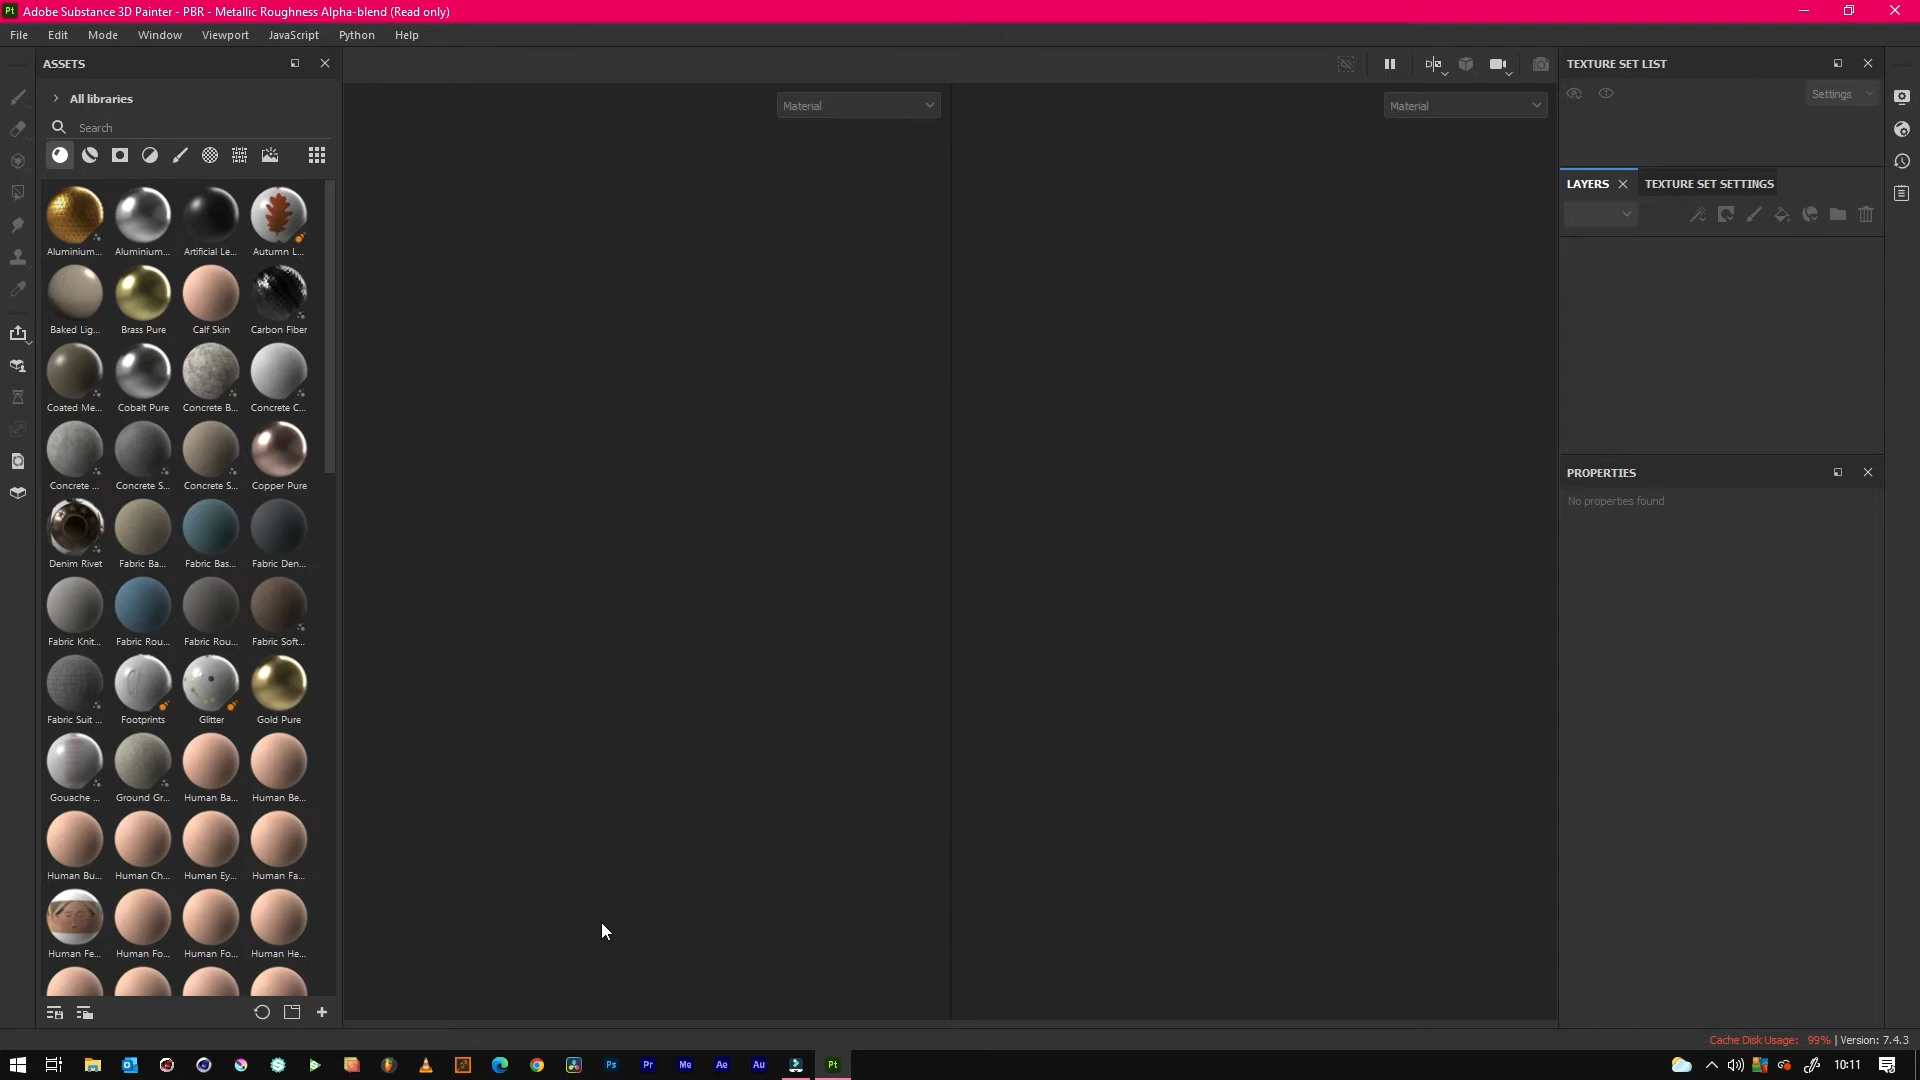 Pt Adobe Substance 3D Painter - PBR - Metallic Roughness Alpha-blend (Read only)
File Edit Mode Window Viewport JavaScript Python Help
ASSETS
All libraries
Search
Aluminium... Aluminium... Artificial Le... Autumn L...
Baked Lig... Brass Pure Calf Skin Carbon Fiber
Coated Me... Cobalt Pure Concrete B... Concrete C...
Concrete ... Concrete S... Concrete S... Copper Pure
Denim Rivet Fabric Ba... Fabric Bas... Fabric Den...
Fabric Knit... Fabric Rou... Fabric Rou... Fabric Soft...
Fabric Suit ... Footprints Glitter Gold Pure
Gouache ... Ground Gr... Human Ba... Human Be...
Human Bu... Human Ch... Human Ey... Human Fa...
Human Fe... Human Fo... Human Fo... Human He...
Material
Material
TEXTURE SET LIST
Settings
LAYERS TEXTURE SET SETTINGS
PROPERTIES
No properties found
Cache Disk Usage: 99% | Version: 7.4.3
Ps Pr Me Ae Au Pt 10:11